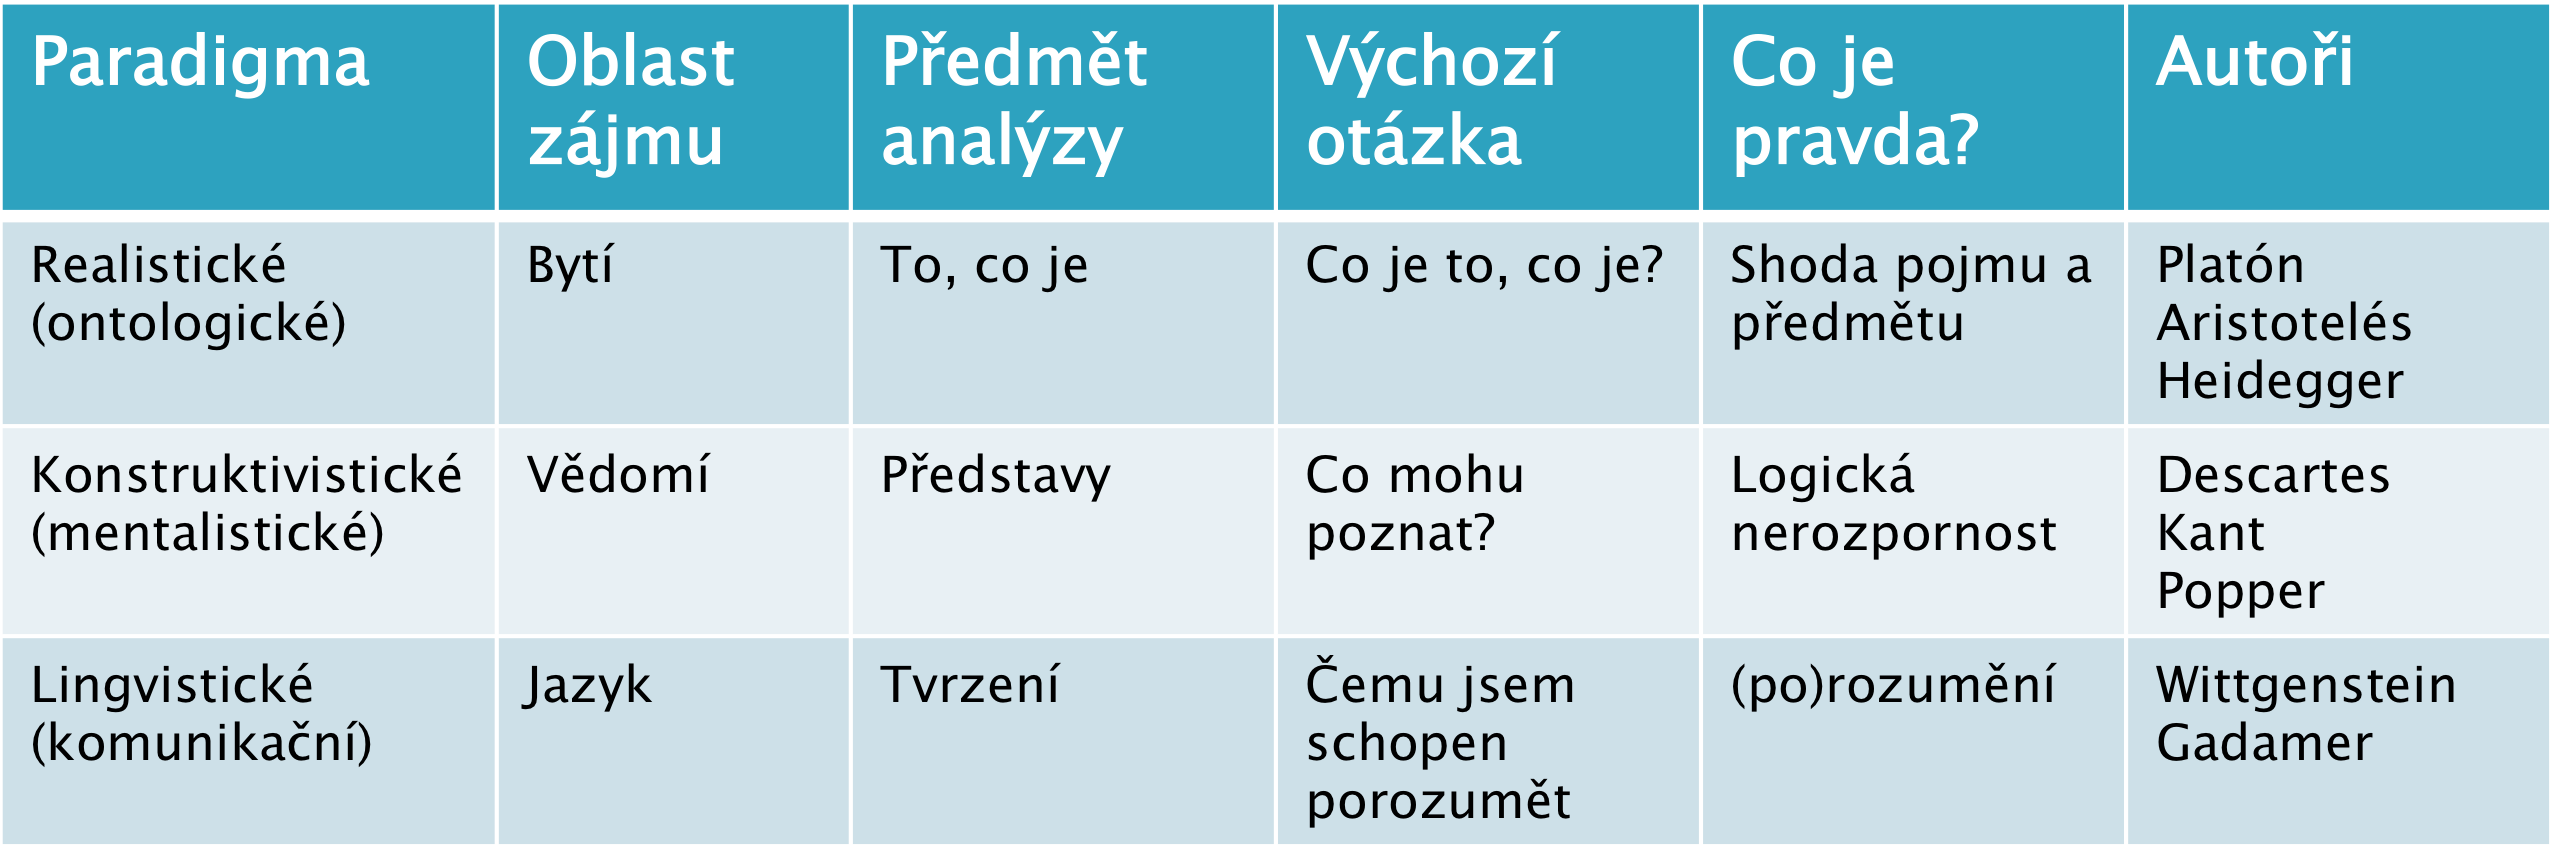 Paradigma
Oblast
zájmu
Předmět
analýzy
Výchozí
otázka
Co je
pravda?
Autoři
Realistické
(ontologické)
Bytí
To, co je
Co je to, co je?
Shoda pojmu a
předmětu
Platón
Aristotelés
Heidegger
Konstruktivistické
(mentalistické)
Vědomí
Představy
Co mohu
poznat?
Logická
nerozpornost
Descartes
Kant
Popper
Lingvistické
(komunikační)
Jazyk
Tvrzení
Čemu jsem
schopen
porozumět
(po)rozumění
Wittgenstein
Gadamer